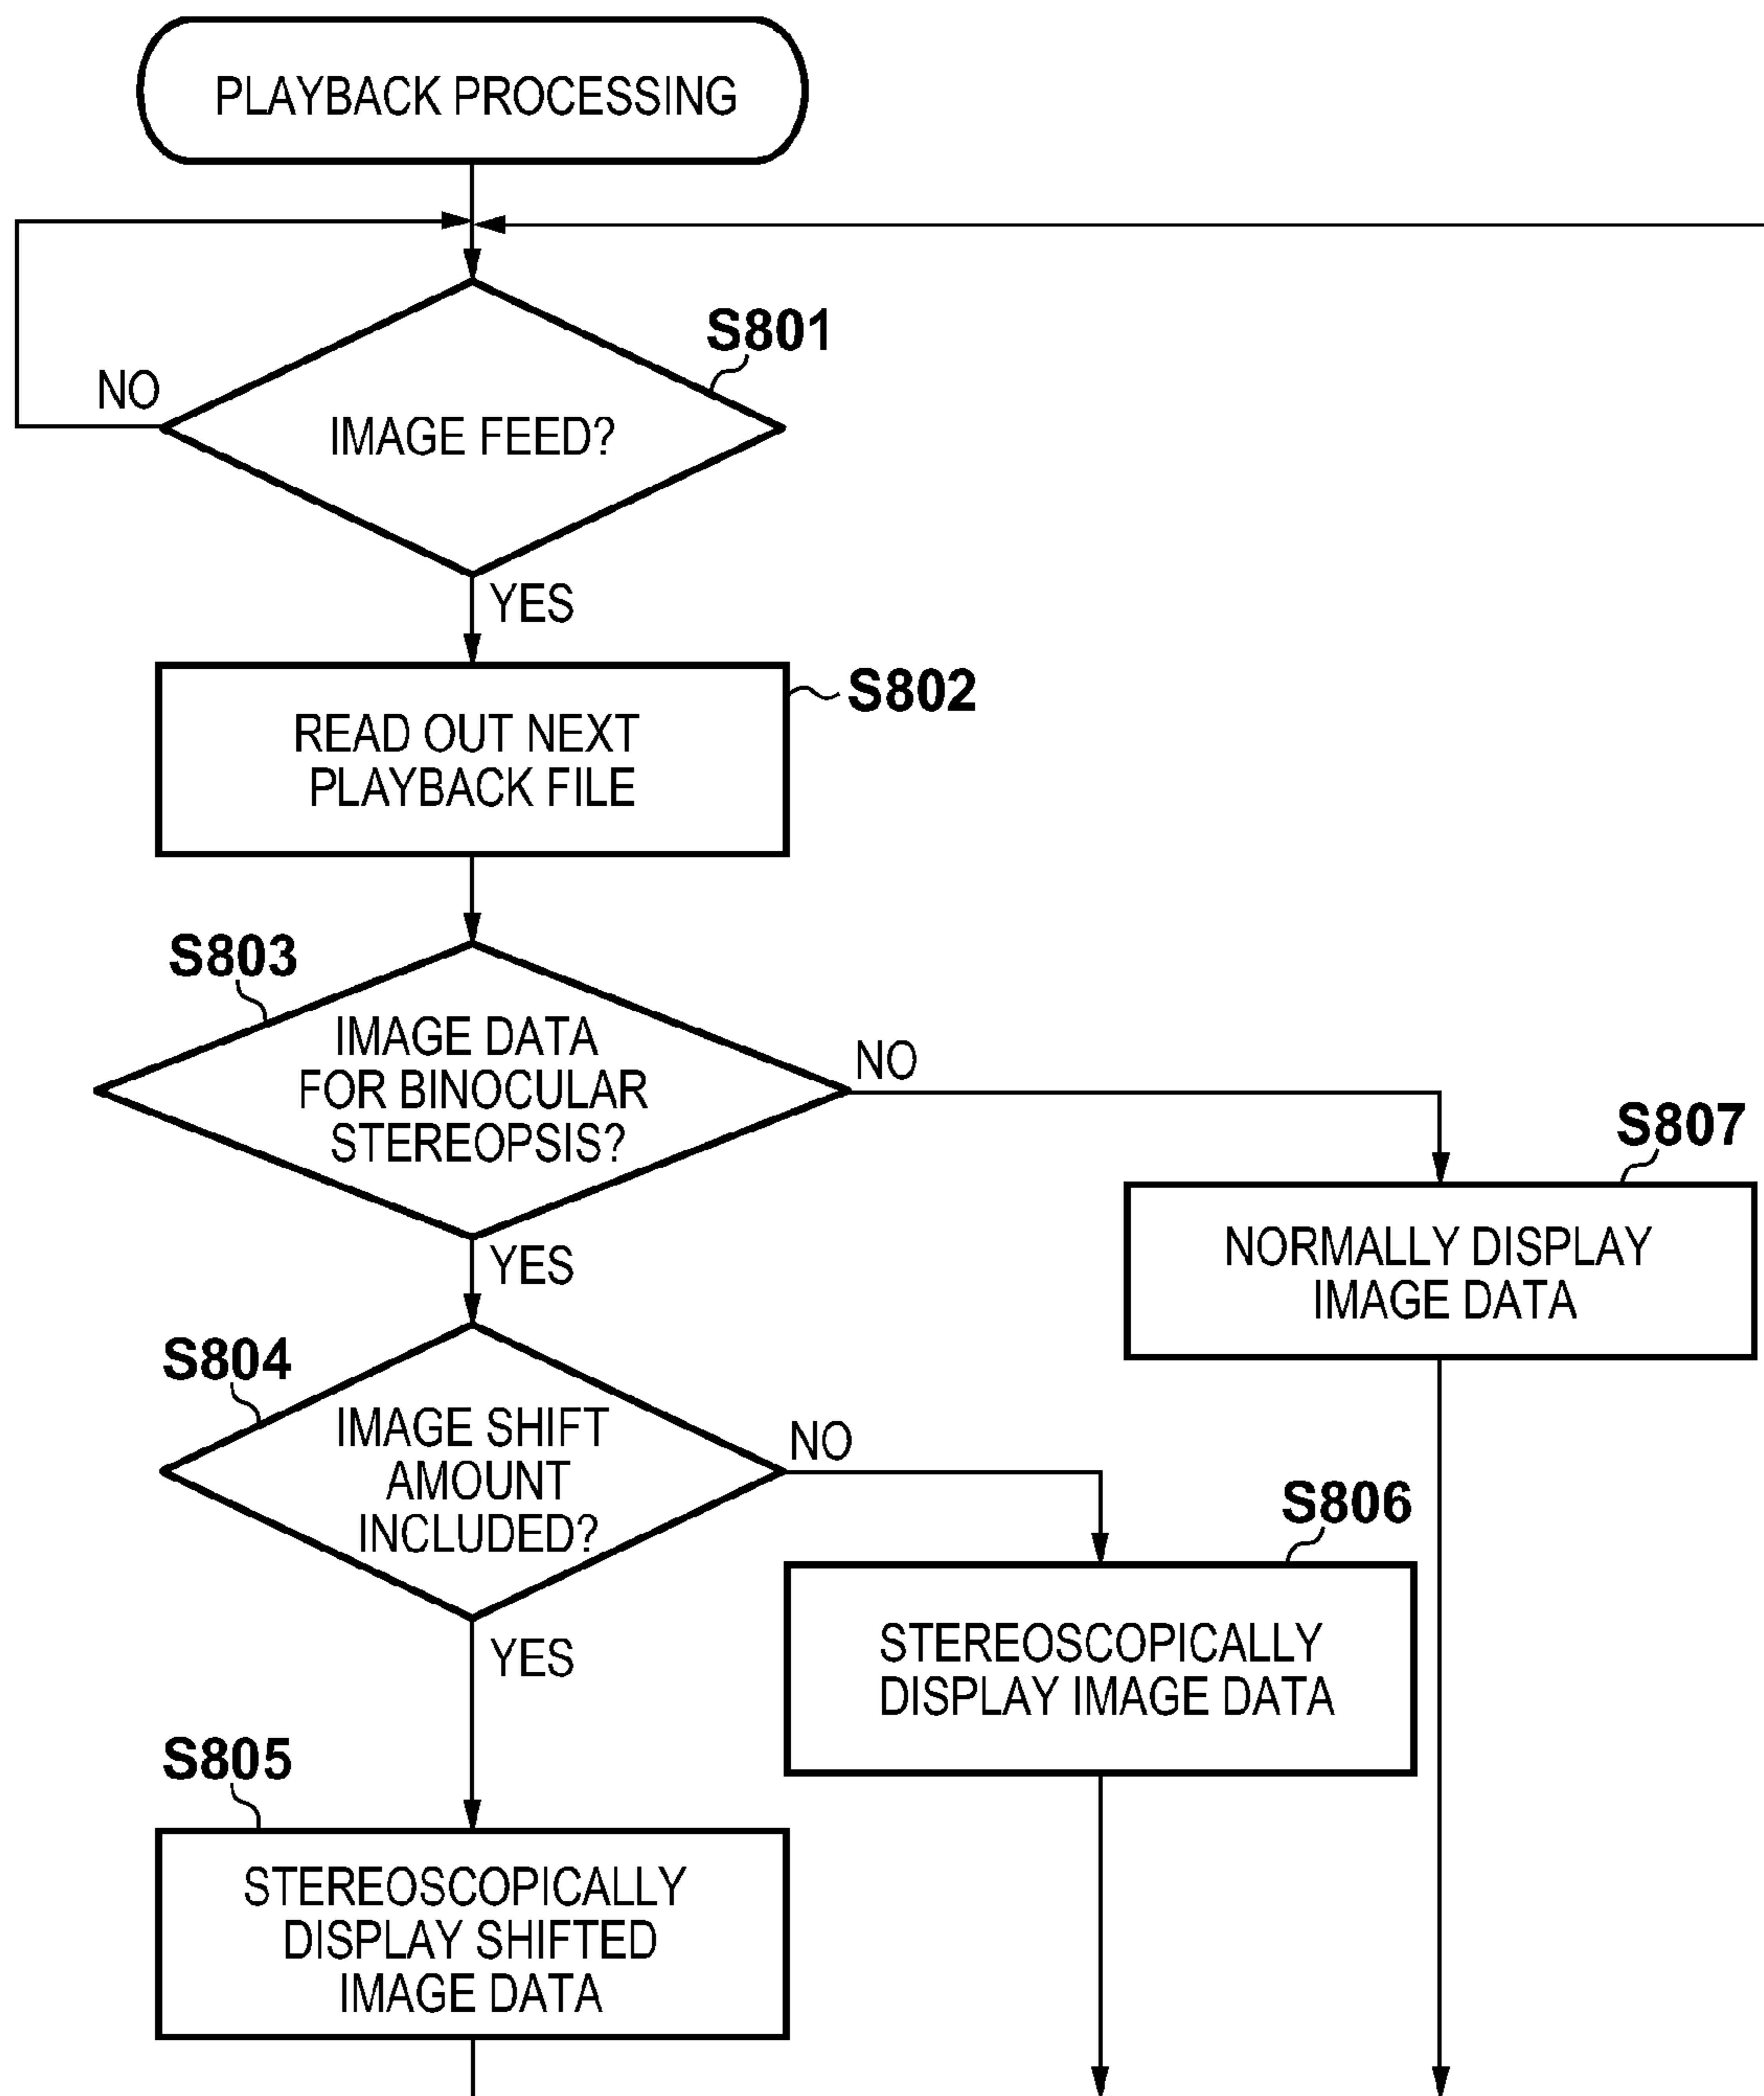 PLAYBACK PROCESSING
S801
NO
IMAGE FEED?
YES
S802
READ OUT NEXT
PLAYBACK FILE
S803
IMAGE DATA
FOR BINOCULAR
STEREOPSIS?
NO
YES
S807
NORMALLY DISPLAY
IMAGE DATA
S804
IMAGE SHIFT
AMOUNT
INCLUDED?
NO
YES
S806
STEREOSCOPICALLY
DISPLAY IMAGE DATA
S805
STEREOSCOPICALLY
DISPLAY SHIFTED
IMAGE DATA